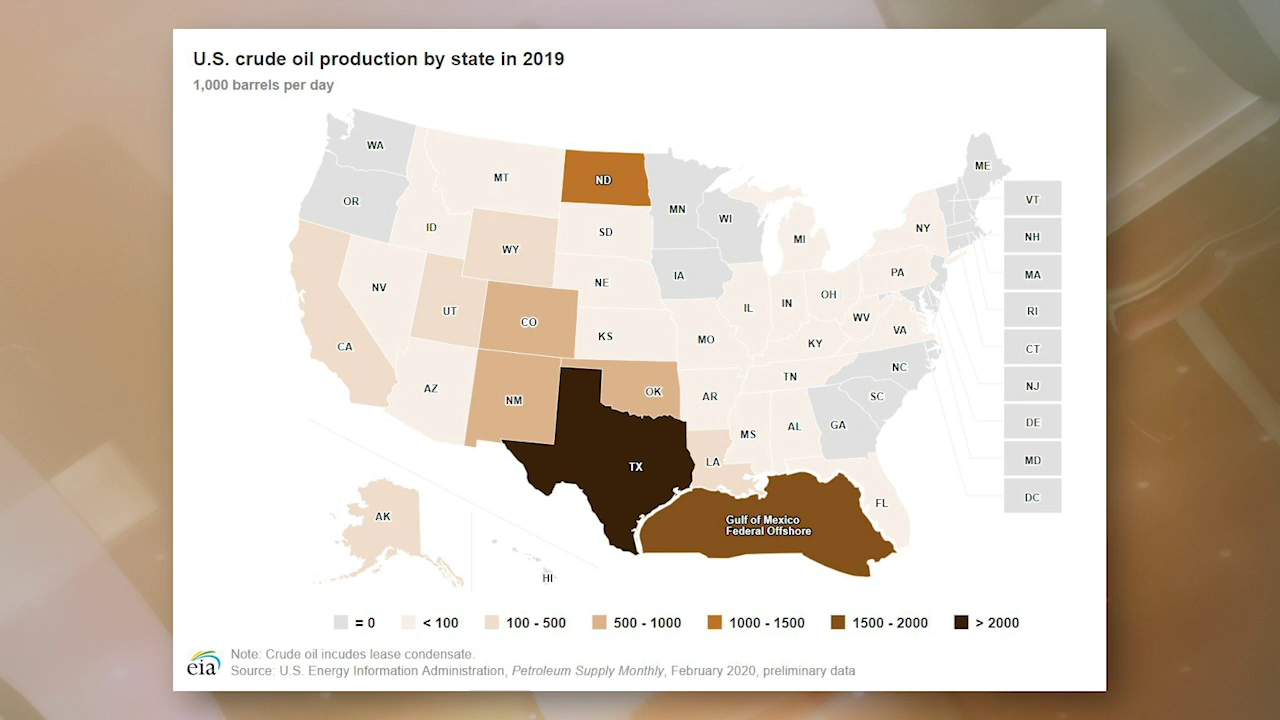 U.S. crude oil production by state in 2019
1,000 barrels per day
WA
OR
MT
ID
ND
MN
WI
MI
NY
ME
SD
WY
NE
IA
PA
NV
UT
CO
KS
MO
IL
IN
OH
WV
VA
KY
CA
AZ
NM
OK
AR
TN
NC
SC
MS
AL
GA
TX
LA
FL
AK
HI
Gulf of Mexico
Federal Offshore
VT
NH
MA
RI
CT
NJ
DE
MD
DC
= 0
< 100
100 - 500
500 - 1000
1000 - 1500
1500 - 2000
> 2000
eia
Note: Crude oil incudes lease condensate.
Source: U.S. Energy Information Administration, Petroleum Supply Monthly, February 2020, preliminary data